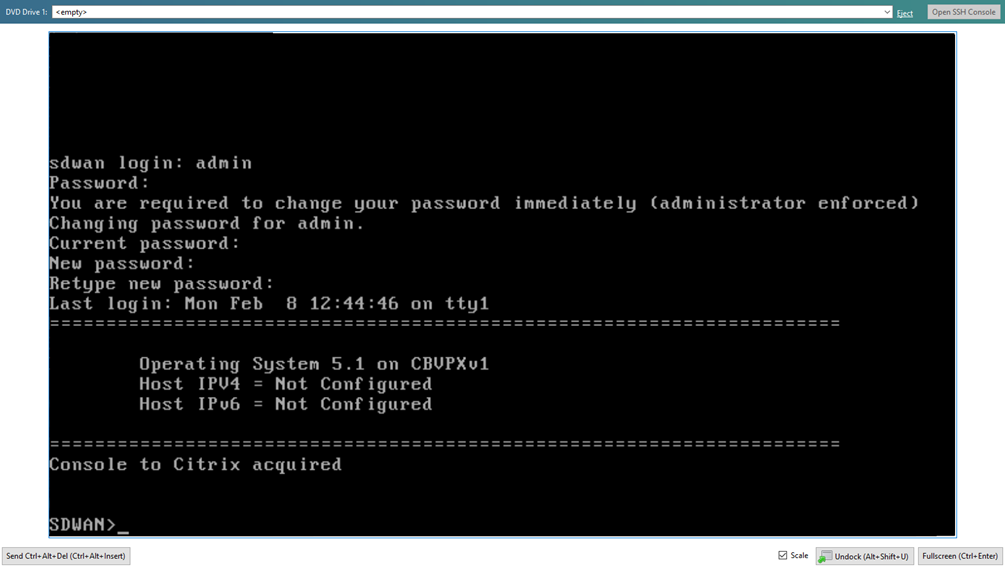 DVD Drive 1: <empty> Eject Open SSH Console
sdwan login: admin
Password:
You are required to change your password immediately (administrator enforced)
Changing password for admin.
Current password:
New password:
Retype new password:
Last login: Mon Feb  8 12:44:46 on tty1
======================================================================
Operating System 5.1 on CBVPXv1
Host IPV4 = Not Configured
Host IPv6 = Not Configured
======================================================================
Console to Citrix acquired
SDWAN>_
Send Ctrl+Alt+Del (Ctrl+Alt+Insert) Scale Undock (Alt+Shift+U) Fullscreen (Ctrl+Enter)